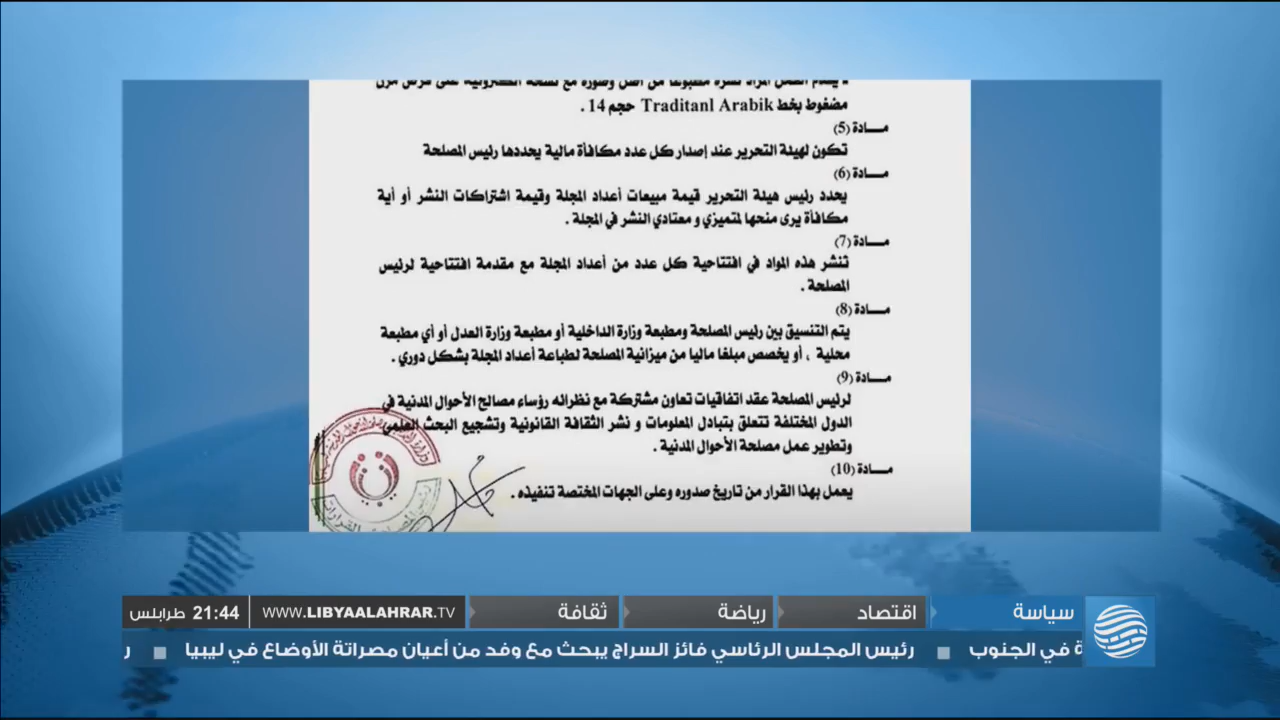 مضغوط بخط Traditanl Arabik حجم 14 .
مـــادة (5)
تكون لهيئة التحرير عند إصدار كل عدد مكافأة مالية يحددها رئيس المصلحة
مـــادة (6)
يحدد رئيس هيئة التحرير قيمة مبيعات أعداد المجلة وقيمة اشتراكات النشر أو أية
مكافأة يرى منحها لمتميزي و معتادي النشر في المجلة .
مـــادة (7)
تنشر هذه المواد في افتتاحية كل عدد من أعداد المجلة مع مقدمة افتتاحية لرئيس
المصلحة .
مـــادة (8)
يتم التنسيق بين رئيس المصلحة ومطبعة وزارة الداخلية أو مطبعة وزارة العدل أو أي مطبعة
محلية ، أو يخصص مبلغا ماليا من ميزانية المصلحة لطباعة أعداد المجلة بشكل دوري .
مـــادة (9)
لرئيس المصلحة عقد اتفاقيات تعاون مشتركة مع نظرائه رؤساء مصالح الأحوال المدنية في
الدول المختلفة تتعلق بتبادل المعلومات و نشر الثقافة القانونية وتشجيع البحث العلمي
وتطوير عمل مصلحة الأحوال المدنية .
مـــادة (10)
يعمل بهذا القرار من تاريخ صدوره وعلى الجهات المختصة تنفيذه .
سياسة
اقتصاد
رياضة
ثقافة
WWW.LIBYAALAHRAR.TV
21:44 طرابلس
ة في الجنوب ■ رئيس المجلس الرئاسي فائز السراج يبحث مع وفد من أعيان مصراتة الأوضاع في ليبيا ■ ر